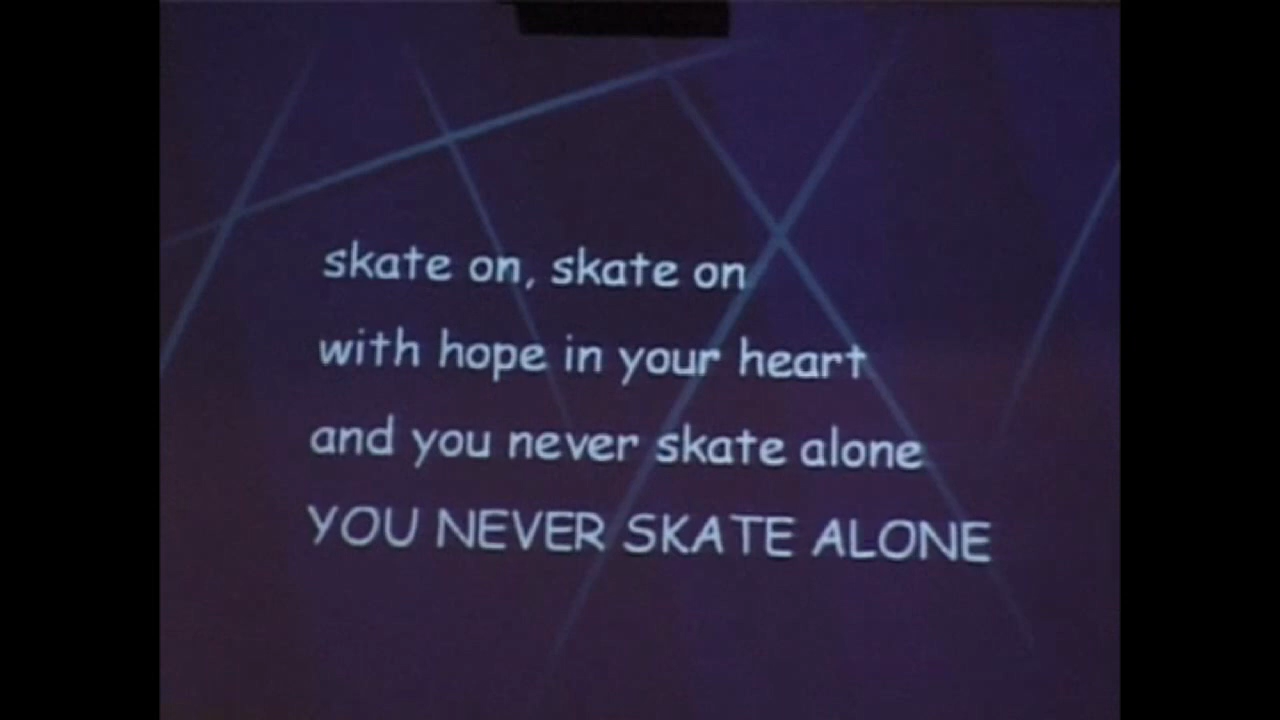 skate on, skate on
with hope in your heart
and you never skate alone
YOU NEVER SKATE ALONE